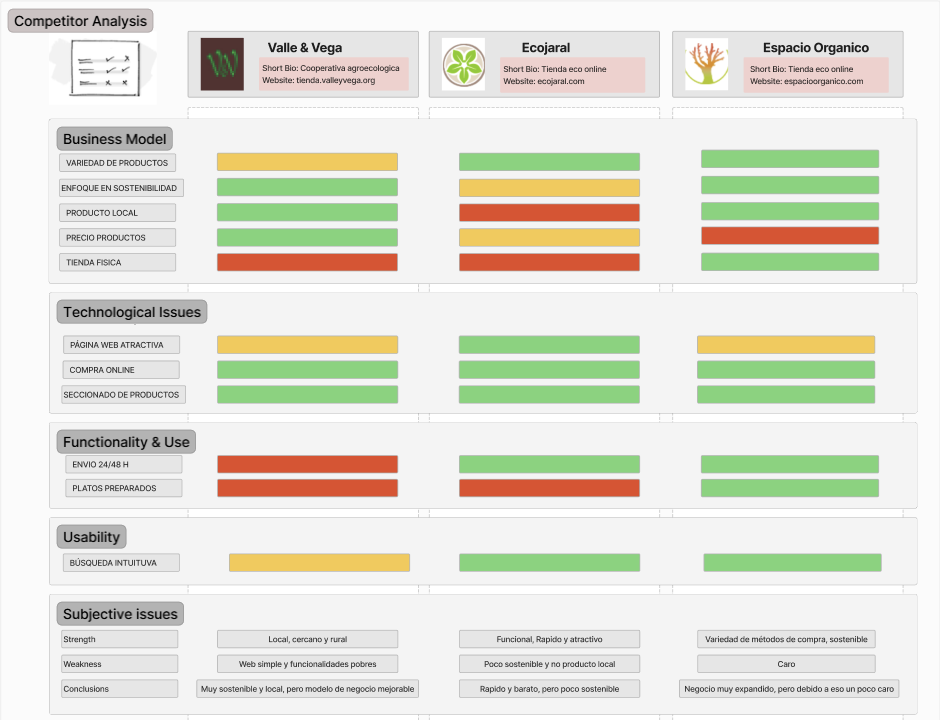 Competitor Analysis
Valle & Vega
Short Bio: Cooperativa agroecologica
Website: tienda.valleyvega.org
Ecojaral
Short Bio: Tienda eco online
Website: ecojaral.com
Espacio Organico
Short Bio: Tienda eco online
Website: espacioorganico.com
Business Model
VARIEDAD DE PRODUCTOS
ENFOQUE EN SOSTENIBILIDAD
PRODUCTO LOCAL
PRECIO PRODUCTOS
TIENDA FISICA
Technological Issues
PÁGINA WEB ATRACTIVA
COMPRA ONLINE
SECCIONADO DE PRODUCTOS
Functionality & Use
ENVIO 24/48 H
PLATOS PREPARADOS
Usability
BÚSQUEDA INTUITUVA
Subjective issues
Strength
Local, cercano y rural
Funcional, Rapido y atractivo
Variedad de métodos de compra, sostenible
Weakness
Web simple y funcionalidades pobres
Poco sostenible y no producto local
Caro
Conclusions
Muy sostenible y local, pero modelo de negocio mejorable
Rapido y barato, pero poco sostenible
Negocio muy expandido, pero debido a eso un poco caro